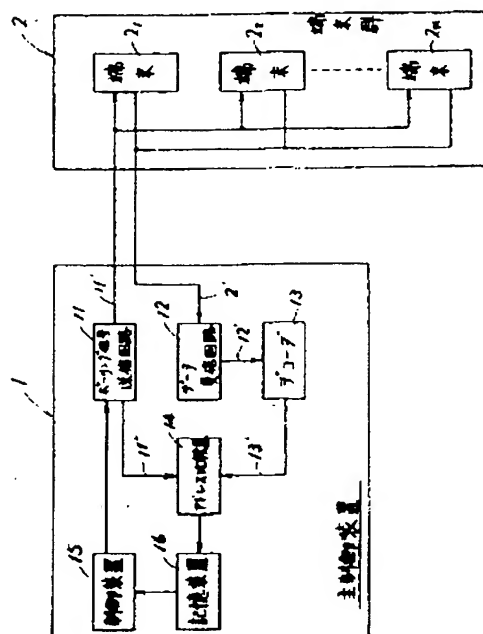 1
15
制御装置
11
ポーリング信号
送信回路
11'
11"
16
記憶装置
14
アドレス比較装置
12
データ
受信回路
12'
2'
13
デコーダ
13'
主制御装置
2
2₁
端末
2₂
端末
2n
端末
端末群